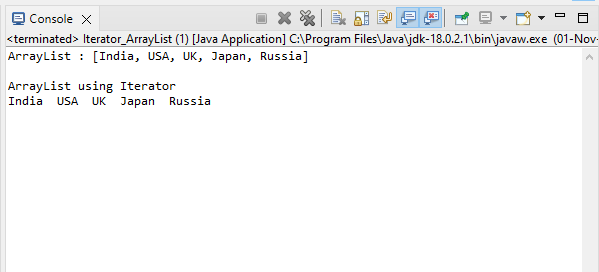 Console
<terminated> Iterator_ArrayList (1) [Java Application] C:\Program Files\Java\jdk-18.0.2.1\bin\javaw.exe (01-Nov-
ArrayList : [India, USA, UK, Japan, Russia]
ArrayList using Iterator
India  USA  UK  Japan  Russia